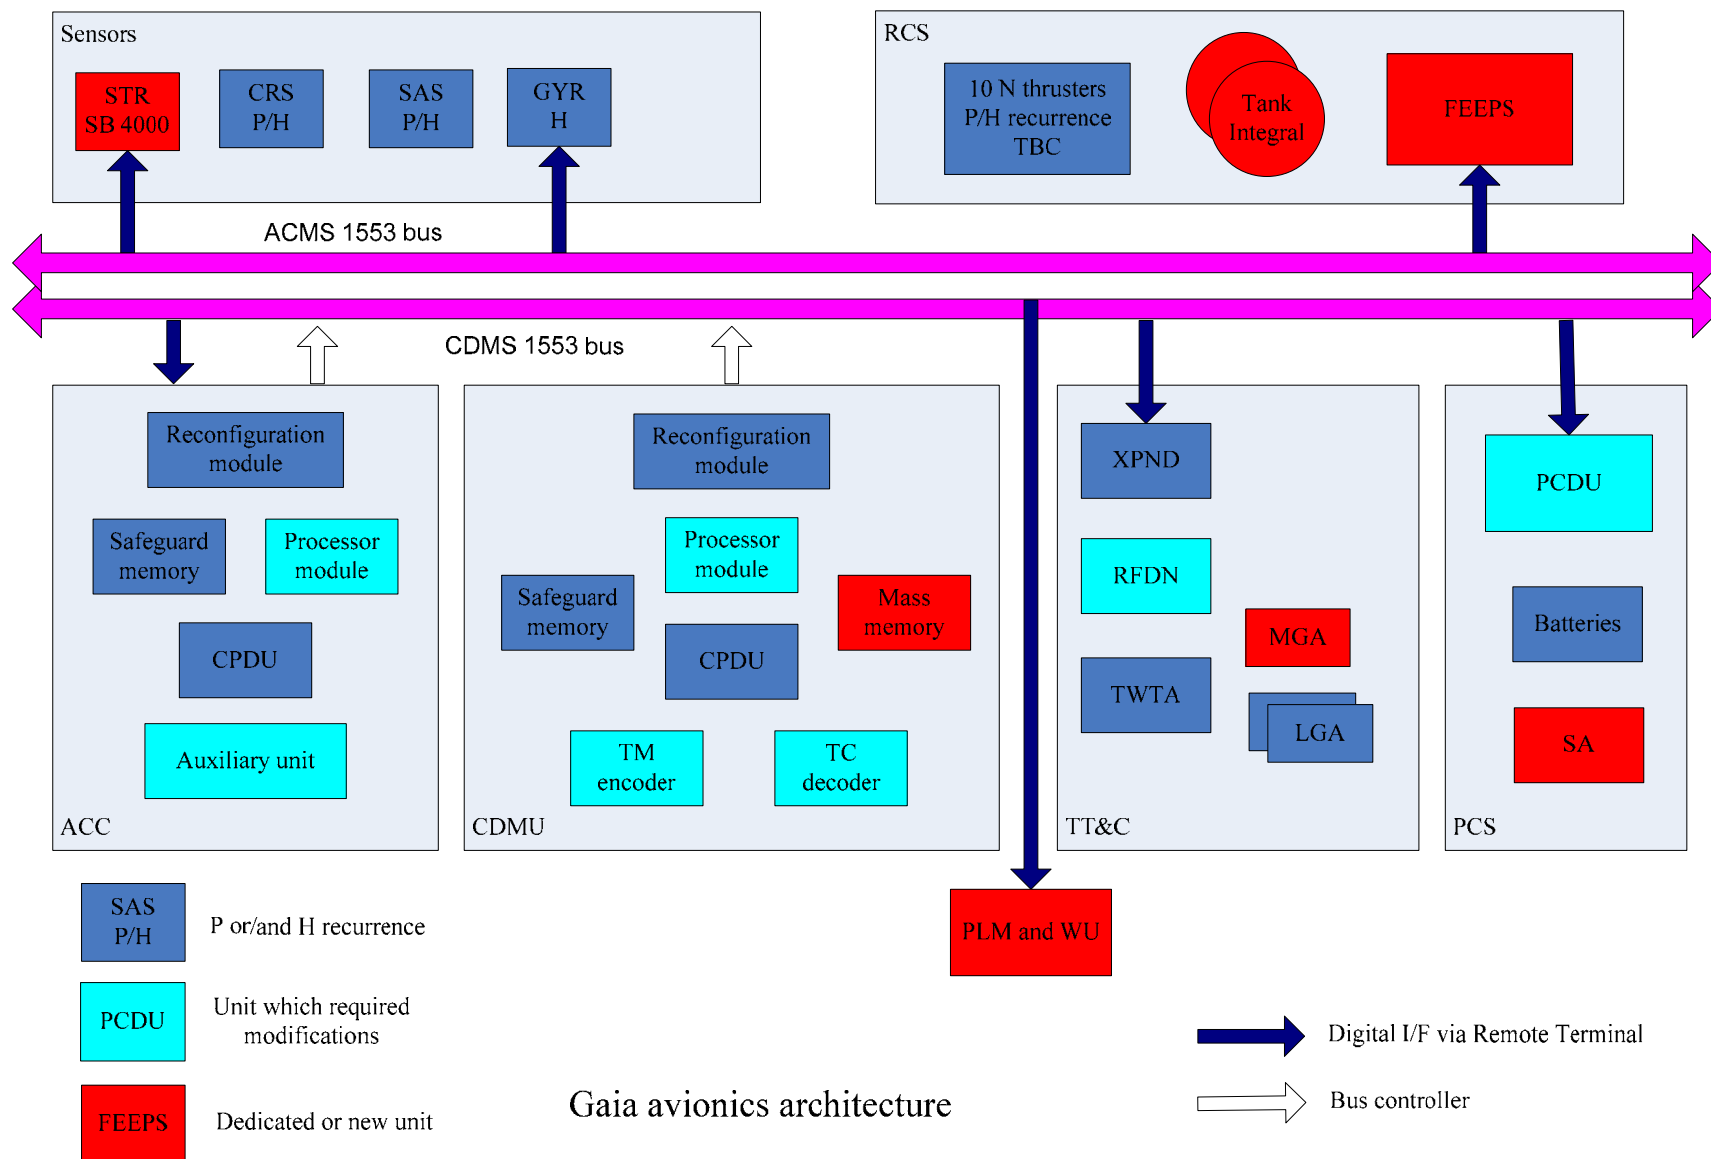 Sensors
STR
SB 4000
CRS
P/H
SAS
P/H
GYR
H
RCS
10 N thrusters
P/H recurrence
TBC
Tank
Integral
FEEPS
ACMS 1553 bus
CDMS 1553 bus
Reconfiguration
module
Safeguard
memory
Processor
module
CPDU
Auxiliary unit
ACC
Reconfiguration
module
Processor
module
Safeguard
memory
Mass
memory
CPDU
TM
encoder
TC
decoder
CDMU
XPND
RFDN
MGA
TWTA
LGA
TT&C
PCDU
Batteries
SA
PCS
PLM and WU
SAS
P/H
P or/and H recurrence
PCDU
Unit which required
modifications
FEEPS
Dedicated or new unit
Gaia avionics architecture
Digital I/F via Remote Terminal
Bus controller